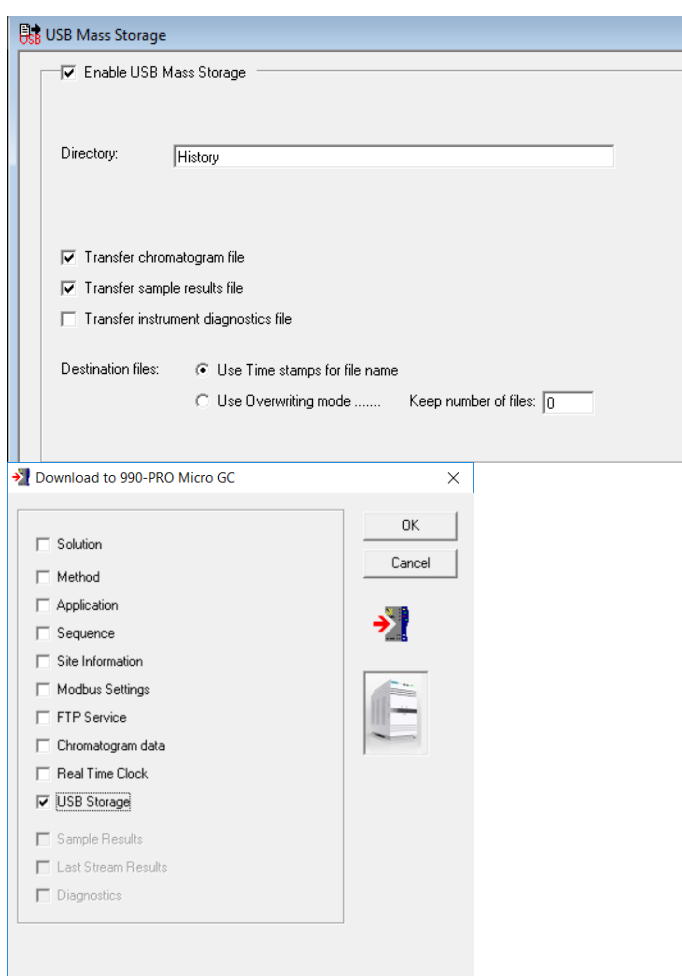 USB Mass Storage
Enable USB Mass Storage
Directory: History
Transfer chromatogram file
Transfer sample results file
Transfer instrument diagnostics file
Destination files: Use Time stamps for file name
Use Overwriting mode ....... Keep number of files: 0
Download to 990-PRO Micro GC
OK
Cancel
Solution
Method
Application
Sequence
Site Information
Modbus Settings
FTP Service
Chromatogram data
Real Time Clock
USB Storage
Sample Results
Last Stream Results
Diagnostics